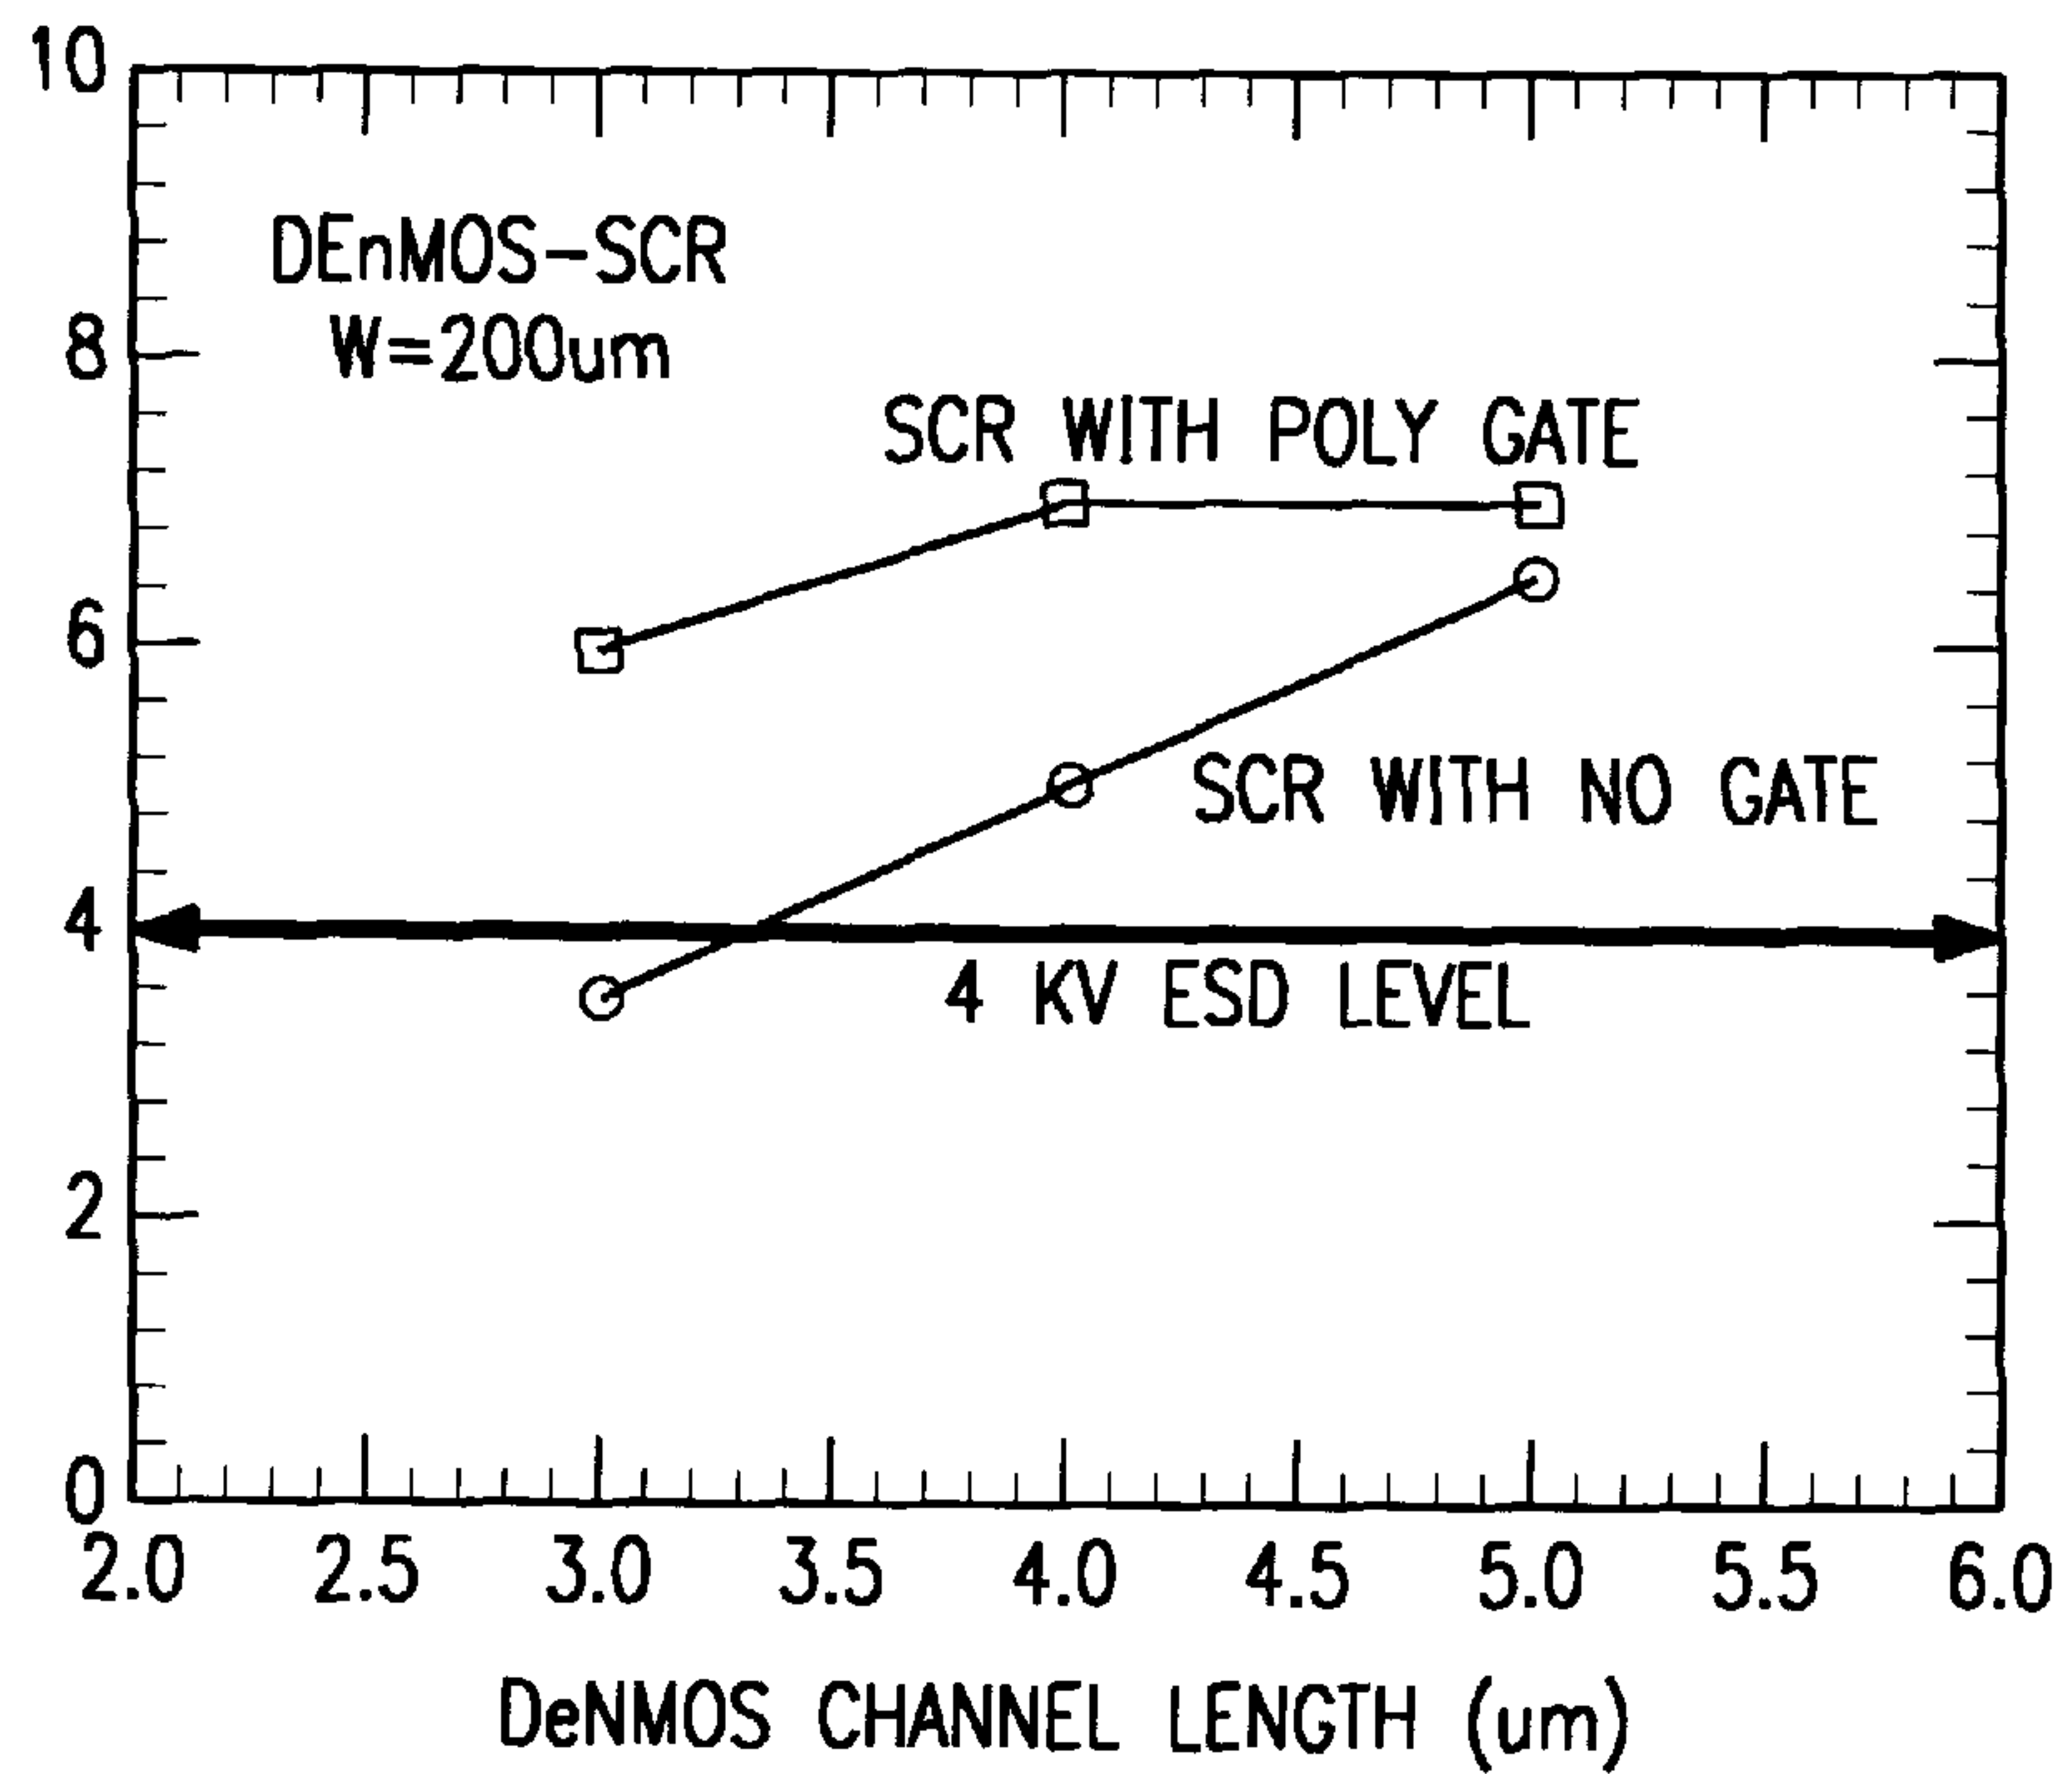 10
DEnMOS-SCR
8
W=200um
SCR WITH POLY GATE
6
SCR WITH NO GATE
4
4 KV ESD LEVEL
2
0
2.0 2.5 3.0 3.5 4.0 4.5 5.0 5.5 6.0
DeNMOS CHANNEL LENGTH (um)